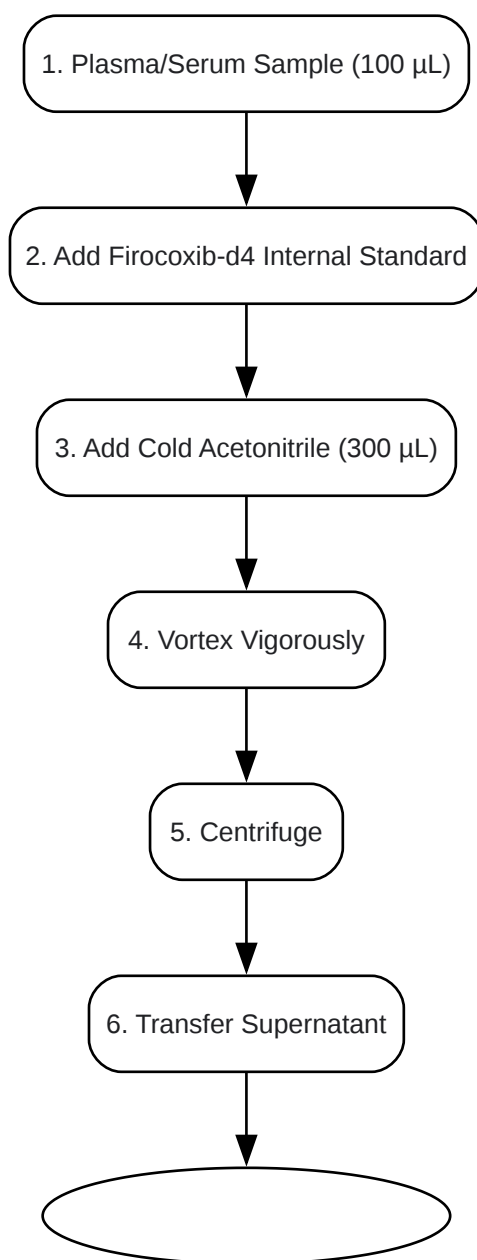 1. Plasma/Serum Sample (100 µL)
2. Add Firocoxib-d4 Internal Standard
3. Add Cold Acetonitrile (300 µL)
4. Vortex Vigorously
5. Centrifuge
6. Transfer Supernatant